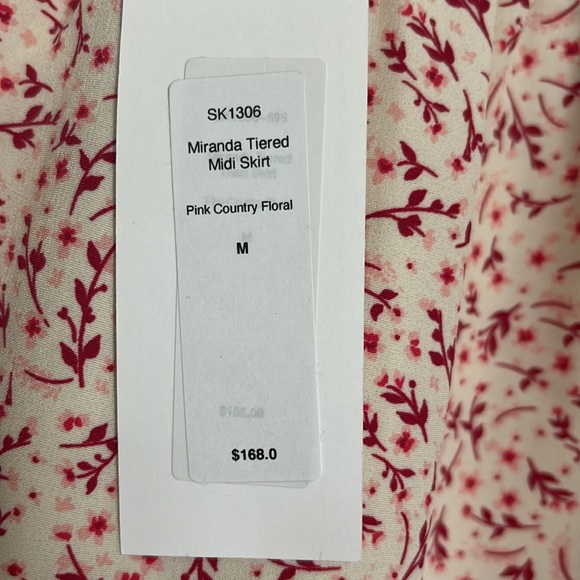 SK1306
Miranda Tiered
Midi Skirt
Pink Country Floral
M
$168.0